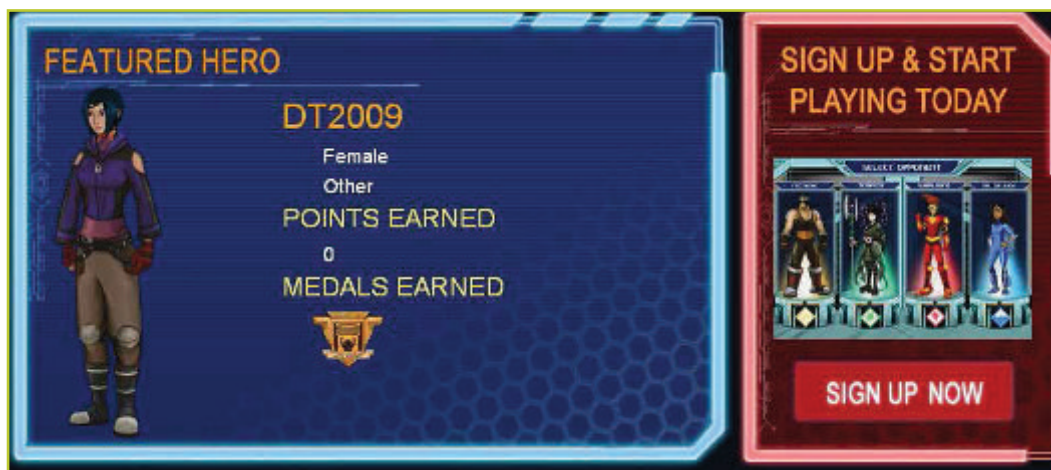 FEATURED HERO
DT2009
Female
Other
POINTS EARNED
0
MEDALS EARNED
SIGN UP & START
PLAYING TODAY
SELECT OPPONENT
SIGN UP NOW